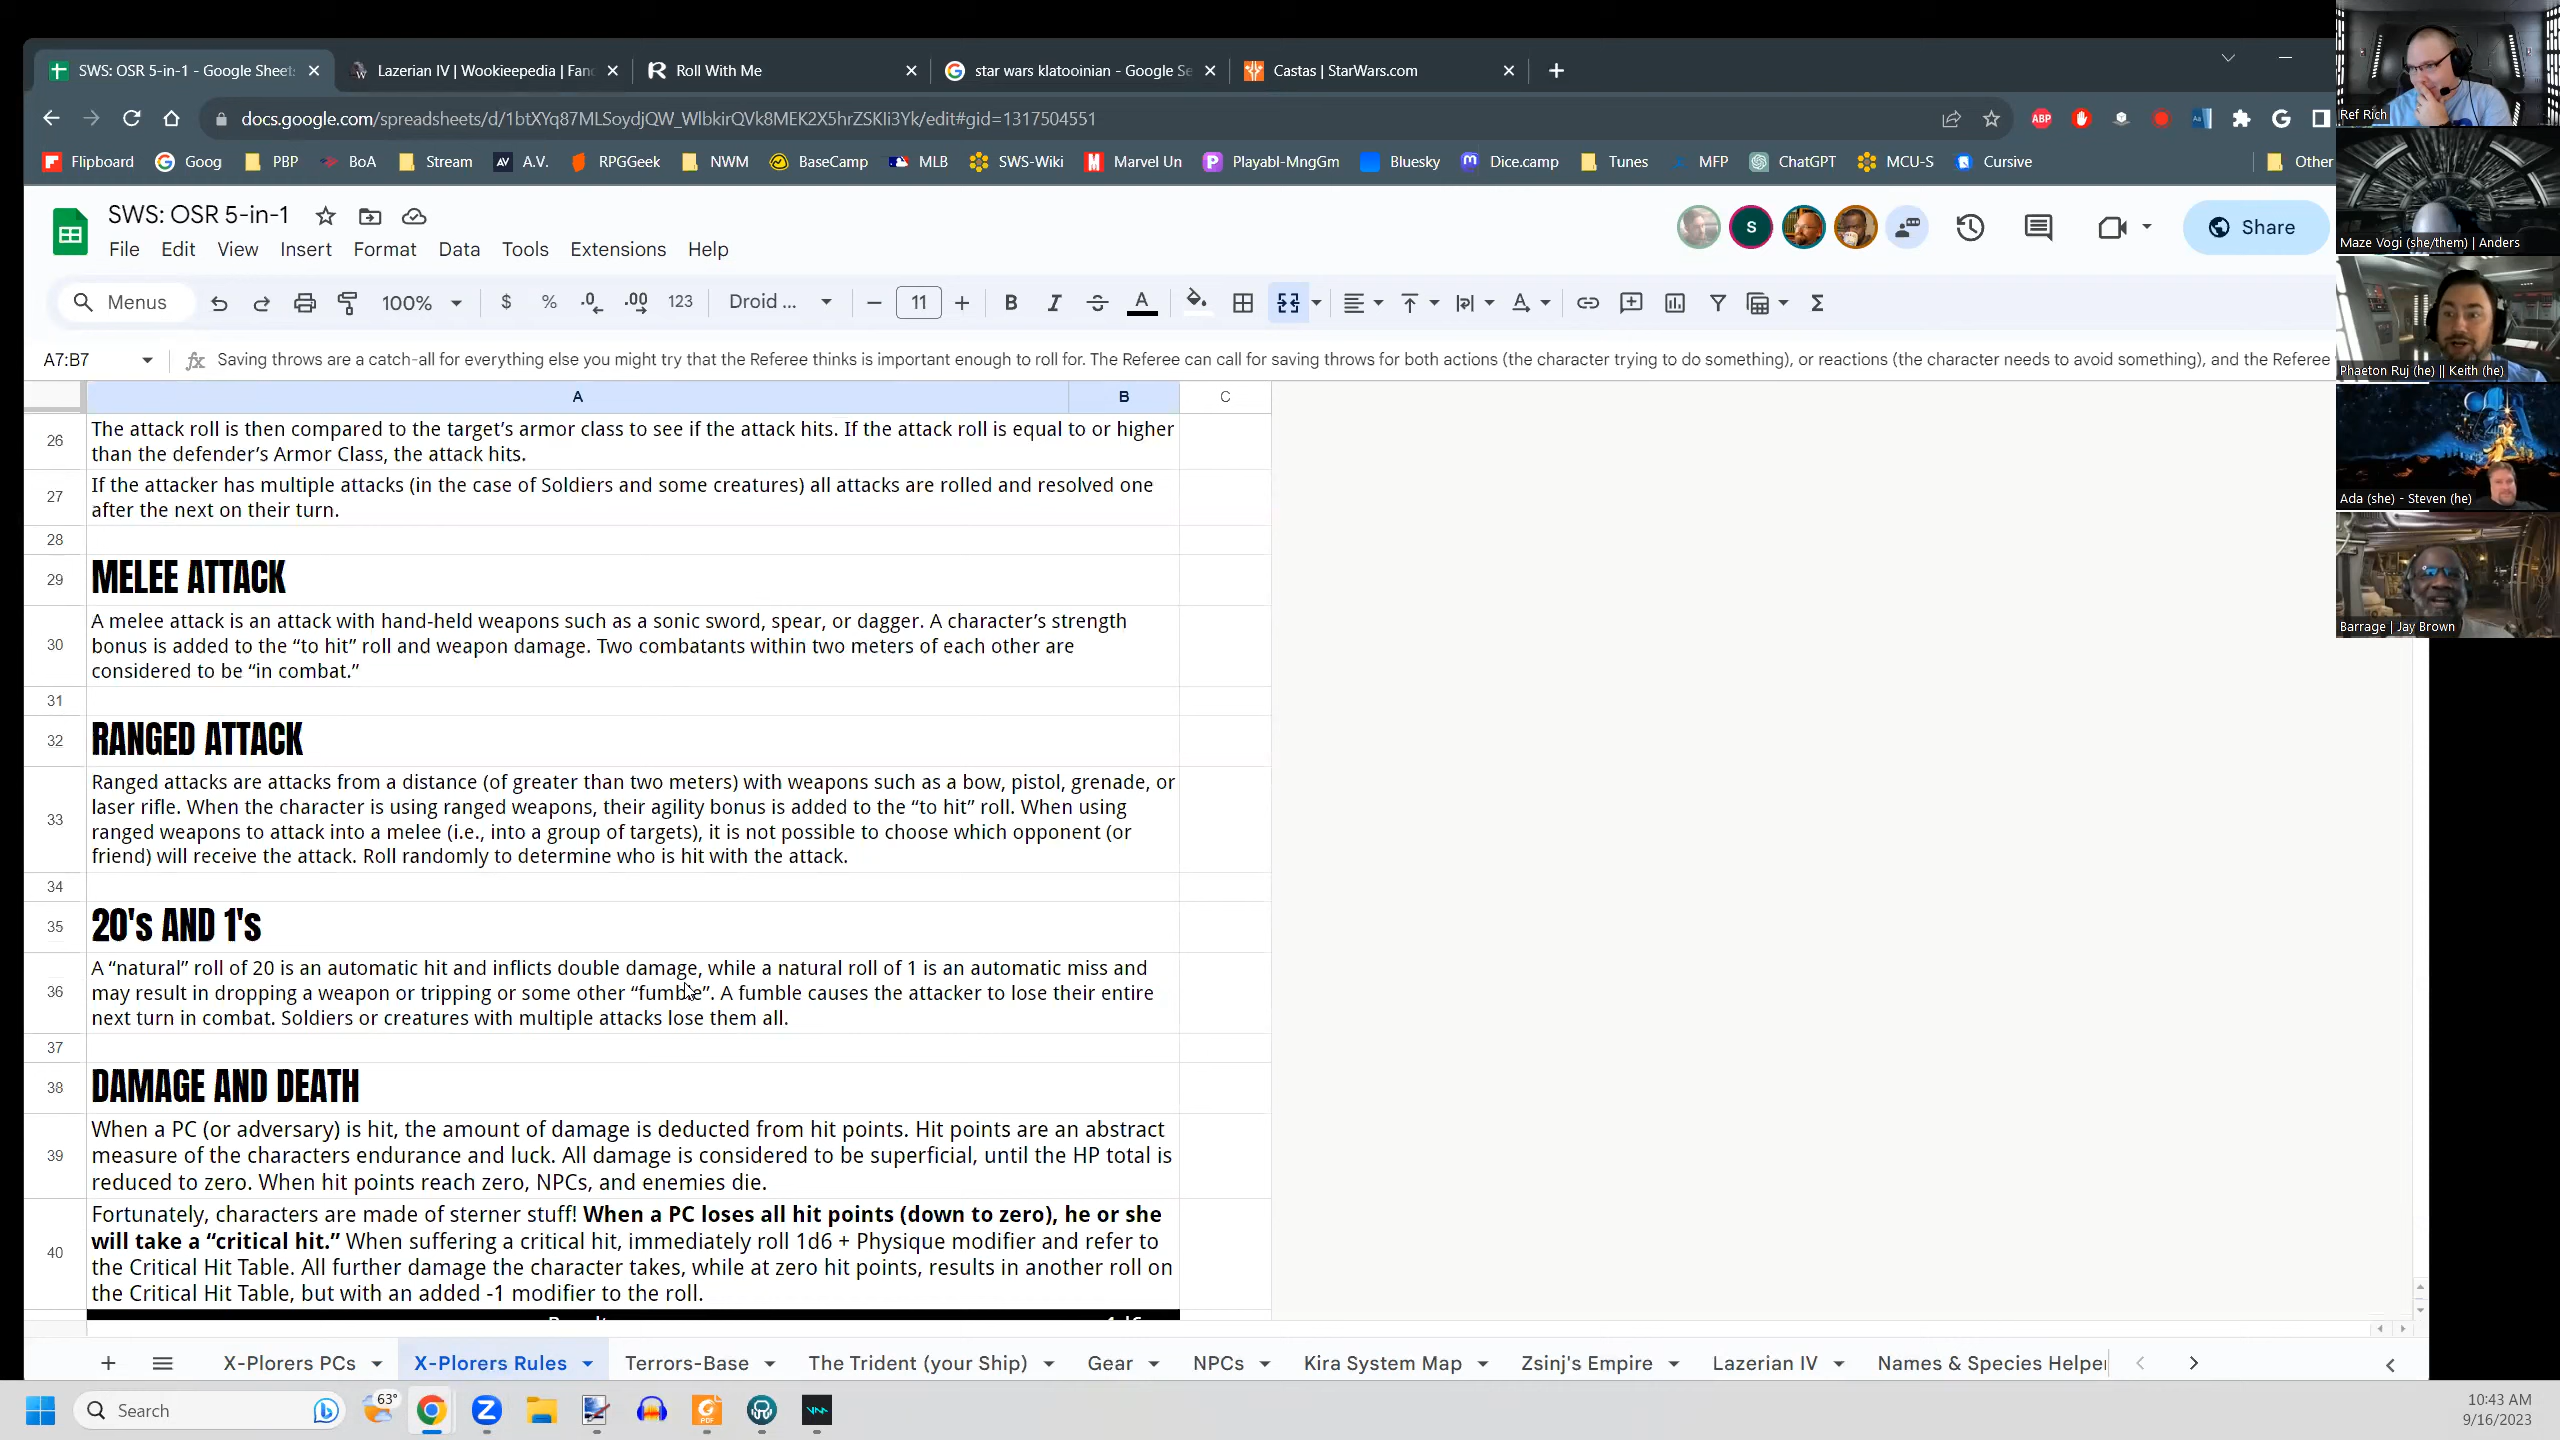 SWS: OSR 5-in-1 - Google Sheet
Lazerian IV | Wookieepedia | Fan
Roll With Me
star wars klatooinian - Google Se
Castas | StarWars.com
docs.google.com/spreadsheets/d/1btXYq87MLSoydjQW_WlbkirQVk8MEK2X5hrZSKIi3Yk/edit#gid=1317504551
ABP
Flipboard
Goog
PBP
BoA
Stream
AV A.V.
RPGGeek
NWM
BaseCamp
MLB
SWS-Wiki
Marvel Un
Playabl-MngGm
Bluesky
Dice.camp
Tunes
MFP
ChatGPT
MCU-S
Cursive
Other
SWS: OSR 5-in-1
File Edit View Insert Format Data Tools Extensions Help
S
Share
Menus
100%
$ % .0 .00 123
Droid ...
11
A7:B7
fx Saving throws are a catch-all for everything else you might try that the Referee thinks is important enough to roll for. The Referee can call for saving throws for both actions (the character trying to do something), or reactions (the character needs to avoid something), and the Referee
A B C
26 The attack roll is then compared to the target’s armor class to see if the attack hits. If the attack roll is equal to or higher
than the defender’s Armor Class, the attack hits.
27 If the attacker has multiple attacks (in the case of Soldiers and some creatures) all attacks are rolled and resolved one
after the next on their turn.
28
29 MELEE ATTACK
30 A melee attack is an attack with hand-held weapons such as a sonic sword, spear, or dagger. A character’s strength
bonus is added to the “to hit” roll and weapon damage. Two combatants within two meters of each other are
considered to be “in combat.”
31
32 RANGED ATTACK
33 Ranged attacks are attacks from a distance (of greater than two meters) with weapons such as a bow, pistol, grenade, or
laser rifle. When the character is using ranged weapons, their agility bonus is added to the “to hit” roll. When using
ranged weapons to attack into a melee (i.e., into a group of targets), it is not possible to choose which opponent (or
friend) will receive the attack. Roll randomly to determine who is hit with the attack.
34
35 20's AND 1's
36 A “natural” roll of 20 is an automatic hit and inflicts double damage, while a natural roll of 1 is an automatic miss and
may result in dropping a weapon or tripping or some other “fumble”. A fumble causes the attacker to lose their entire
next turn in combat. Soldiers or creatures with multiple attacks lose them all.
37
38 DAMAGE AND DEATH
39 When a PC (or adversary) is hit, the amount of damage is deducted from hit points. Hit points are an abstract
measure of the characters endurance and luck. All damage is considered to be superficial, until the HP total is
reduced to zero. When hit points reach zero, NPCs, and enemies die.
40 Fortunately, characters are made of sterner stuff! When a PC loses all hit points (down to zero), he or she
will take a “critical hit.” When suffering a critical hit, immediately roll 1d6 + Physique modifier and refer to
the Critical Hit Table. All further damage the character takes, while at zero hit points, results in another roll on
the Critical Hit Table, but with an added -1 modifier to the roll.
X-Plorers PCs
X-Plorers Rules
Terrors-Base
The Trident (your Ship)
Gear
NPCs
Kira System Map
Zsinj's Empire
Lazerian IV
Names & Species Helpe
Search
63°
PDF
10:43 AM
9/16/2023
Ref Rich
Maze Vogi (she/them) | Anders
Phaeton Ruj (he) || Keith (he)
Ada (she) - Steven (he)
Barrage | Jay Brown